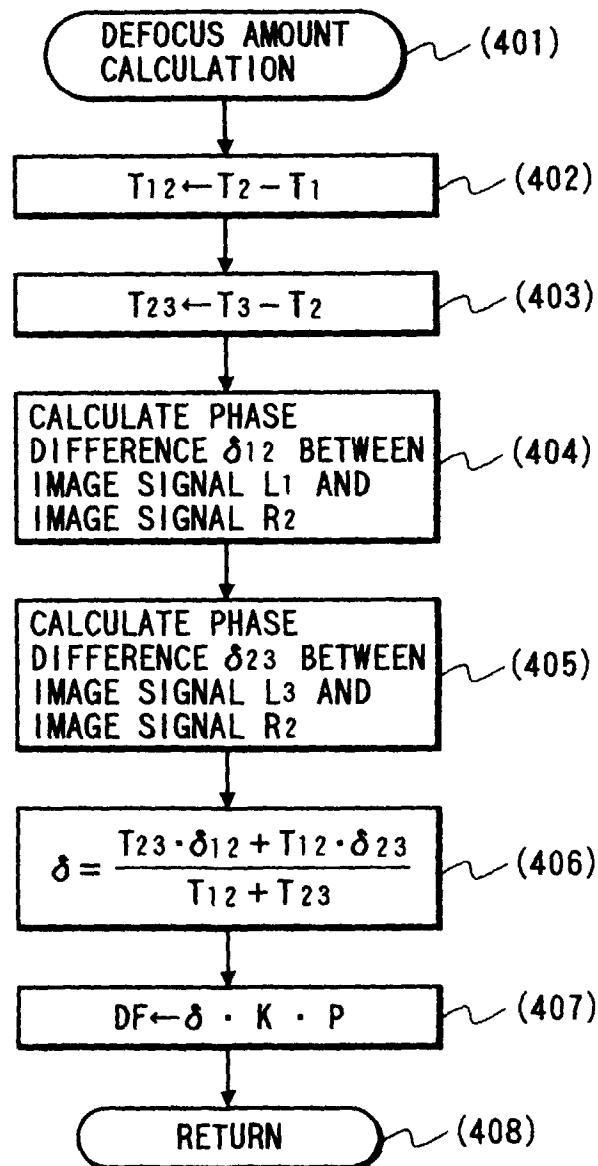 DEFOCUS AMOUNT
CALCULATION
(401)
T12←T2−T1
(402)
T23←T3−T2
(403)
CALCULATE PHASE
DIFFERENCE δ12 BETWEEN
IMAGE SIGNAL L1 AND
IMAGE SIGNAL R2
(404)
CALCULATE PHASE
DIFFERENCE δ23 BETWEEN
IMAGE SIGNAL L3 AND
IMAGE SIGNAL R2
(405)
δ = T23·δ12 + T12·δ23
T12 + T23
(406)
DF←δ · K · P
(407)
RETURN
(408)